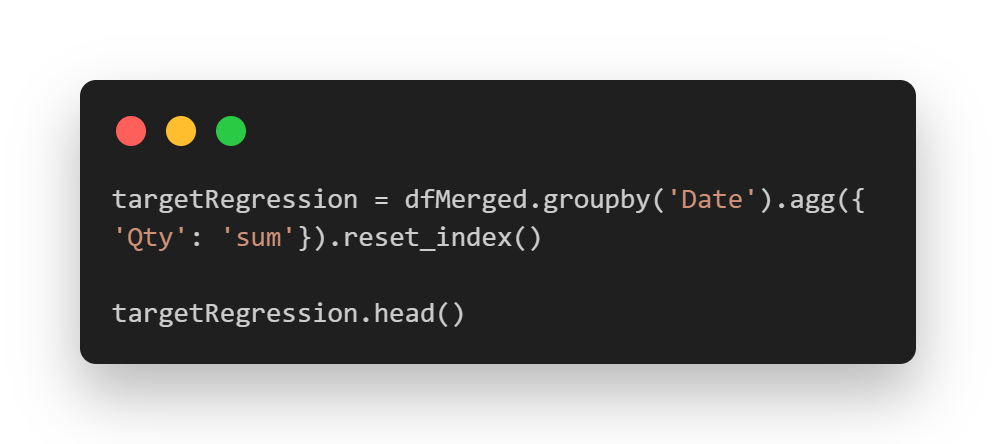 targetRegression = dfMerged.groupby('Date').agg({
'Qty': 'sum'}).reset_index()
targetRegression.head()